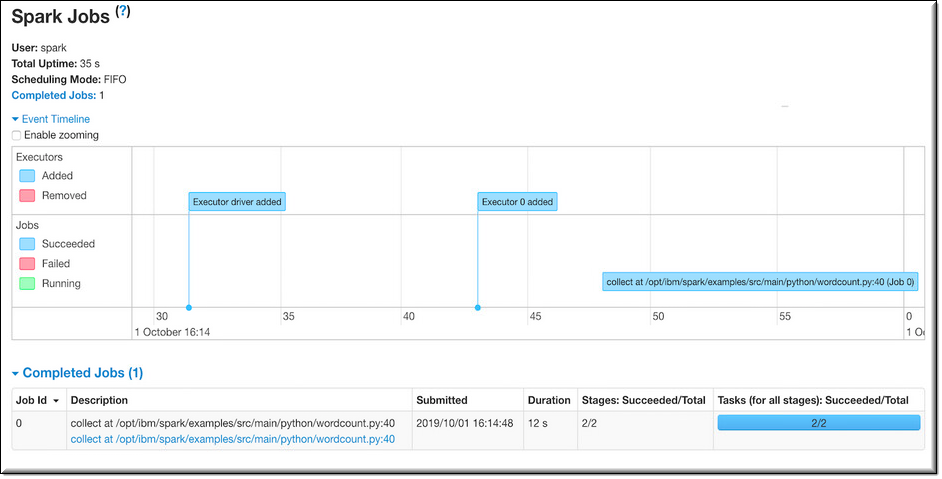 Spark Jobs (?)
User: spark
Total Uptime: 35 s
Scheduling Mode: FIFO
Completed Jobs: 1
Event Timeline
Enable zooming
Executors
Added
Removed
Executor driver added
Executor 0 added
Jobs
Succeeded
Failed
Running
collect at /opt/ibm/spark/examples/src/main/python/wordcount.py:40 (Job 0)
30 35 40 45 50 55 0
1 October 16:14 1 O
Completed Jobs (1)
Job Id Description Submitted Duration Stages: Succeeded/Total Tasks (for all stages): Succeeded/Total
0 collect at /opt/ibm/spark/examples/src/main/python/wordcount.py:40 2019/10/01 16:14:48 12 s 2/2 2/2
collect at /opt/ibm/spark/examples/src/main/python/wordcount.py:40